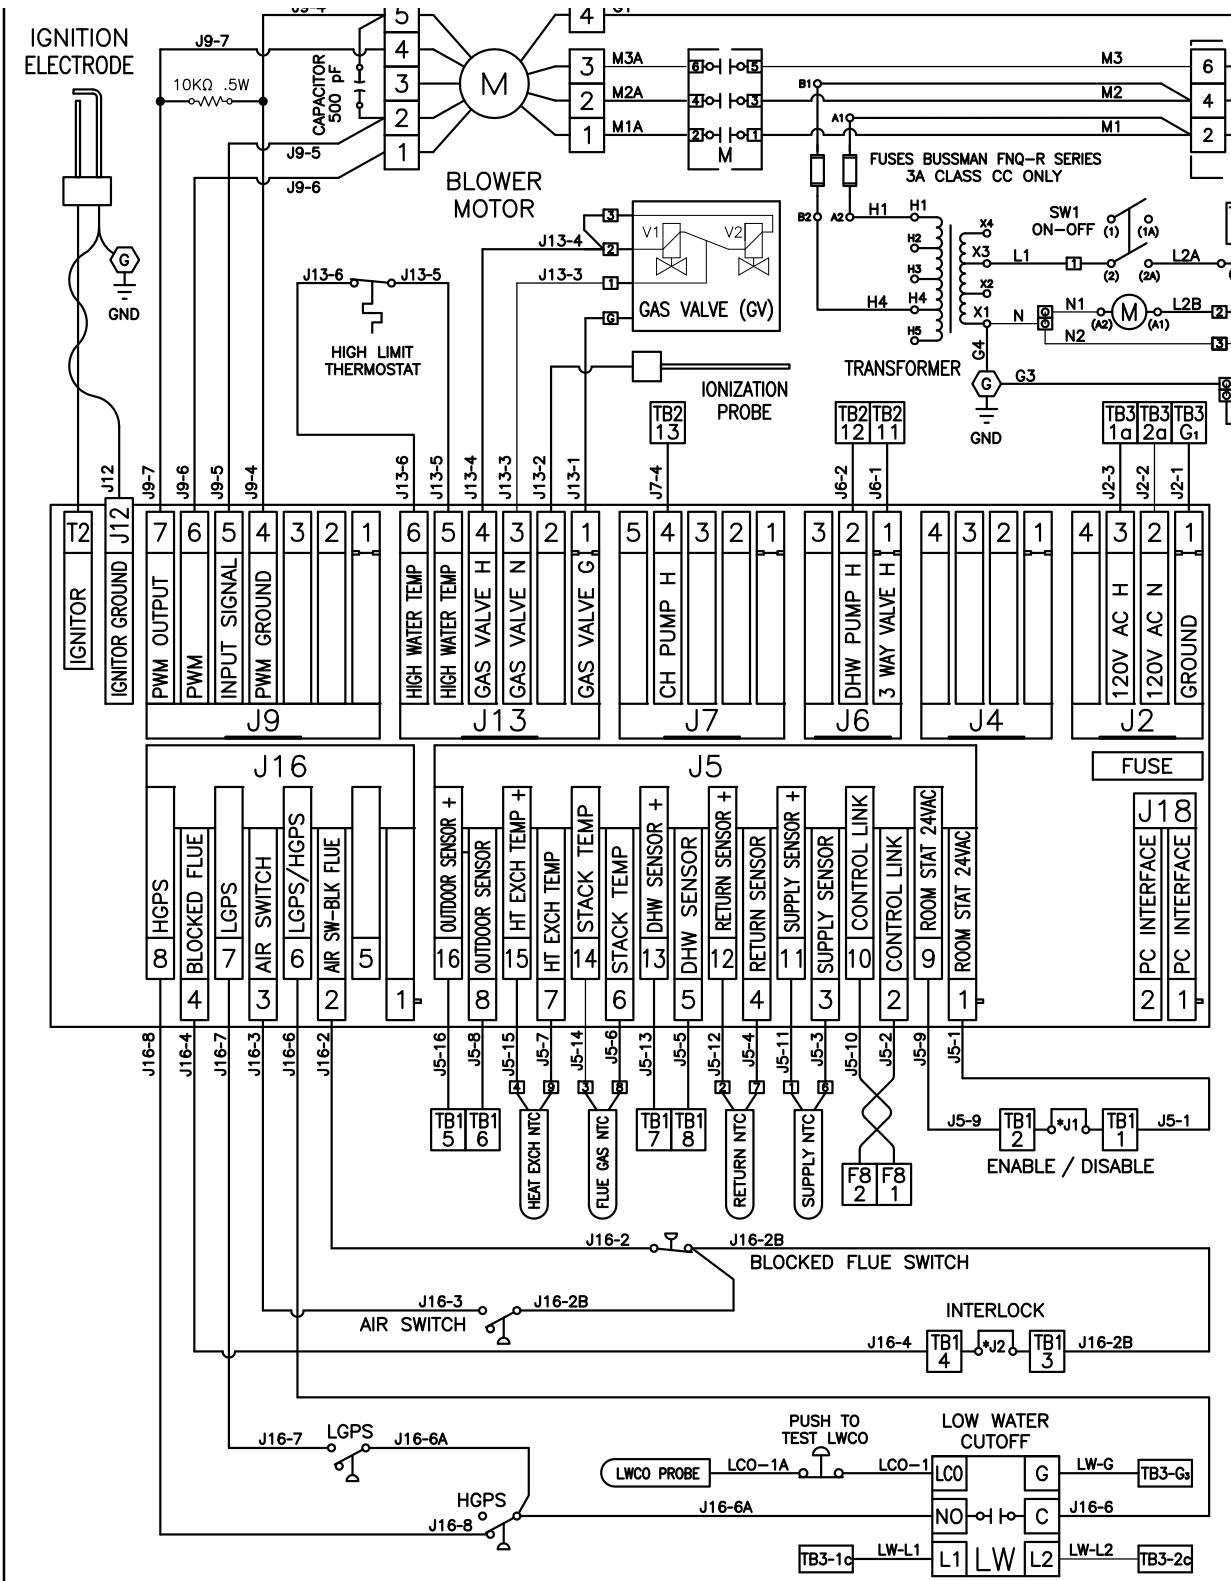 J9-4
G1
IGNITION
ELECTRODE
J9-7
10KΩ .5W
CAPACITOR
500 pF
5
4
3
2
1
M
4
3
2
1
M3A
M2A
M1A
6
5
4
3
2
1
M
M3
M2
M1
6
4
2
B1
A1
J9-5
J9-6
BLOWER
MOTOR
FUSES BUSSMAN FNQ-R SERIES
3A CLASS CC ONLY
B2
A2
H1
H1
H2
H3
H4
H4
H5
X4
X3
X2
X1
SW1
ON-OFF
(1)
(1A)
(2)
(2A)
L1
1
L2A
N
N1
(A2)
M
(A1)
L2B
2
N2
3
G4
G
G3
GND
TRANSFORMER
G
GND
J13-6
J13-5
HIGH LIMIT
THERMOSTAT
J13-4
J13-3
3
2
1
G
V1
V2
GAS VALVE (GV)
IONIZATION
PROBE
TB2
13
TB2
12
TB2
11
TB3
1a
TB3
2a
TB3
G1
J12
J9-7
J9-6
J9-5
J9-4
J13-6
J13-5
J13-4
J13-3
J13-2
J13-1
J7-4
J6-2
J6-1
J2-3
J2-2
J2-1
T2
IGNITOR
J12
IGNITOR GROUND
7
PWM OUTPUT
6
PWM
5
INPUT SIGNAL
4
PWM GROUND
3
2
1
J9
6
HIGH WATER TEMP
5
HIGH WATER TEMP
4
GAS VALVE H
3
GAS VALVE N
2
1
GAS VALVE G
J13
5
4
CH PUMP H
3
2
1
J7
3
2
DHW PUMP H
1
3 WAY VALVE H
J6
4
3
2
1
J4
4
3
120V AC H
2
120V AC N
1
GROUND
J2
J16
HGPS
8
BLOCKED FLUE
4
LGPS
7
AIR SWITCH
3
LGPS/HGPS
6
AIR SW-BLK FLUE
2
5
1
J5
OUTDOOR SENSOR +
16
OUTDOOR SENSOR
8
HT EXCH TEMP +
15
HT EXCH TEMP
7
STACK TEMP
14
STACK TEMP
6
DHW SENSOR +
13
DHW SENSOR
5
RETURN SENSOR +
12
RETURN SENSOR
4
SUPPLY SENSOR +
11
SUPPLY SENSOR
3
CONTROL LINK
10
CONTROL LINK
2
ROOM STAT 24VAC
9
ROOM STAT 24VAC
1
FUSE
J18
PC INTERFACE
2
PC INTERFACE
1
J16-8
J16-4
J16-7
J16-3
J16-6
J16-2
J5-16
J5-8
J5-15
J5-7
J5-14
J5-6
J5-13
J5-5
J5-12
J5-4
J5-11
J5-3
J5-10
J5-2
J5-9
J5-1
4
9
3
8
2
7
1
6
TB1
5
TB1
6
HEAT EXCH NTC
FLUE GAS NTC
TB1
7
TB1
8
RETURN NTC
SUPPLY NTC
F8
2
F8
1
J5-9
TB1
2
*J1
TB1
1
J5-1
ENABLE / DISABLE
J16-2
J16-2B
BLOCKED FLUE SWITCH
J16-3
J16-2B
AIR SWITCH
INTERLOCK
J16-4
TB1
4
*J2
TB1
3
J16-2B
J16-7
LGPS
J16-6A
HGPS
J16-8
J16-6A
PUSH TO
TEST LWCO
LOW WATER
CUTOFF
LWCO PROBE
LCO-1A
LCO-1
LCO
G
LW-G
TB3-G3
NO
C
J16-6
TB3-1c
LW-L1
L1
LW
L2
LW-L2
TB3-2c